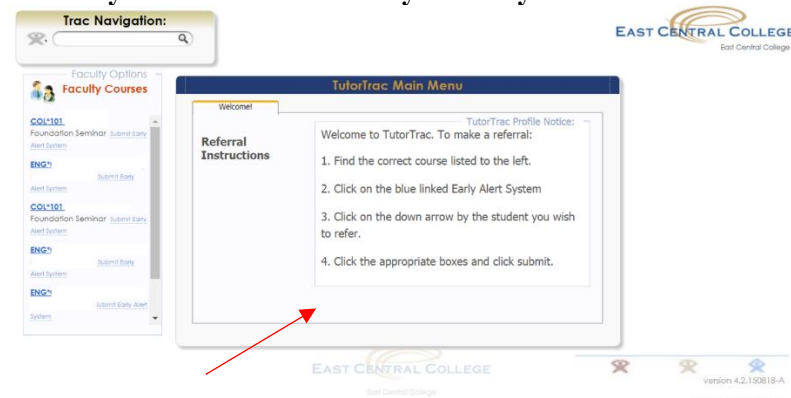 Trac Navigation:
EAST CENTRAL COLLEGE
East Central College
Faculty Options
Faculty Courses
COL*101
Foundation Seminar Submit Early
Alert System
ENG*
Submit Early
Alert System
COL*101
Foundation Seminar Submit Early
Alert System
ENG*
Submit Early
Alert System
ENG*
Submit Early Alert
System
TutorTrac Main Menu
Welcome!
Referral
Instructions
TutorTrac Profile Notice:
Welcome to TutorTrac. To make a referral:
1. Find the correct course listed to the left.
2. Click on the blue linked Early Alert System
3. Click on the down arrow by the student you wish
to refer.
4. Click the appropriate boxes and click submit.
EAST CENTRAL COLLEGE
East Central College
version 4.2.150818-A